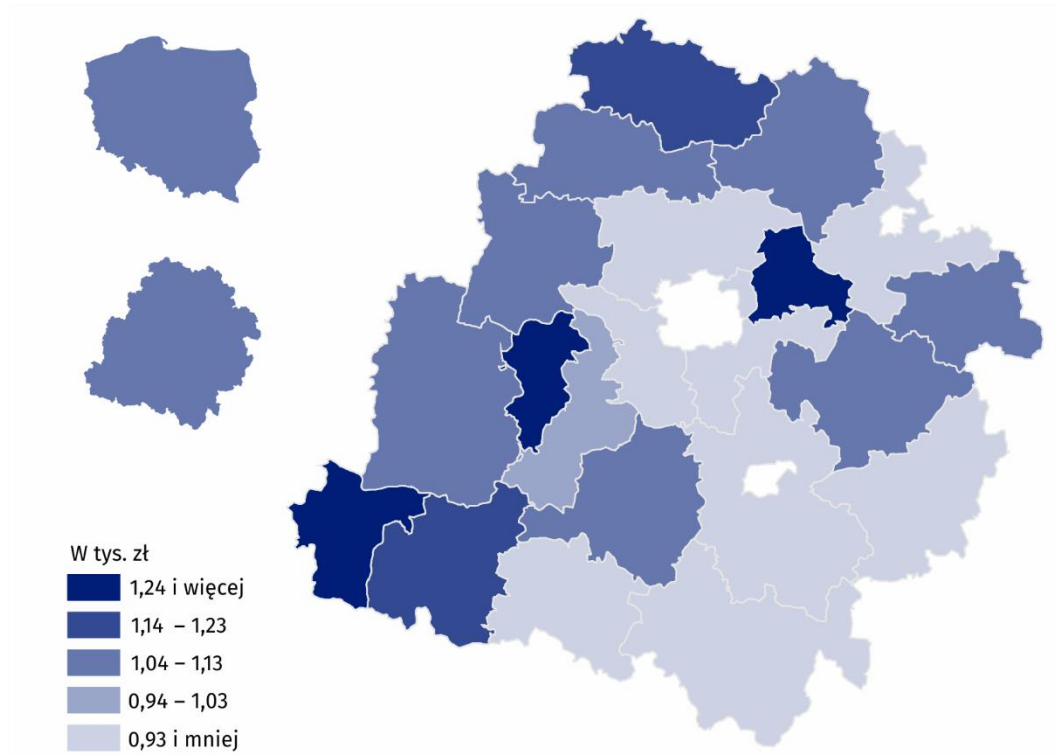 W tys. zł
1,24 i więcej
1,14 – 1,23
1,04 – 1,13
0,94 – 1,03
0,93 i mniej